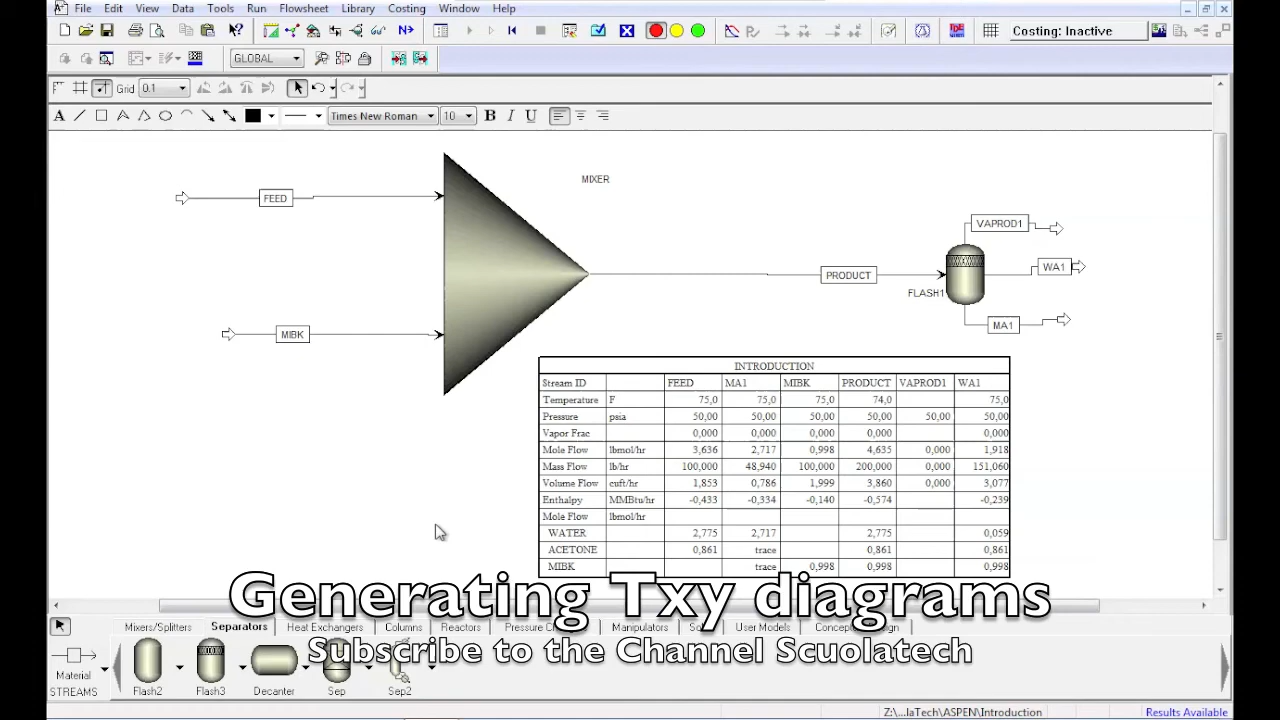 File Edit View Data Tools Run Flowsheet Library Costing Window Help
Costing: Inactive
GLOBAL
Grid 0.1
Times New Roman 10 B I U
MIXER
FEED
VAPROD1
WA1
PRODUCT
FLASH1
MA1
MIBK
INTRODUCTION
Stream ID FEED MA1 MIBK PRODUCT VAPROD1 WA1
Temperature F 75,0 75,0 75,0 74,0 75,0
Pressure psia 50,00 50,00 50,00 50,00 50,00 50,00
Vapor Frac 0,000 0,000 0,000 0,000 0,000
Mole Flow lbmol/hr 3,636 2,717 0,998 4,635 0,000 1,918
Mass Flow lb/hr 100,000 48,940 100,000 200,000 0,000 151,060
Volume Flow cuft/hr 1,853 0,786 1,999 3,860 0,000 3,077
Enthalpy MMBtu/hr -0,433 -0,334 -0,140 -0,574 -0,239
Mole Flow lbmol/hr
WATER 2,775 2,717 2,775 0,059
ACETONE 0,861 trace 0,861 0,861
MIBK trace 0,998 0,998 0,998
Generating Txy diagrams
Subscribe to the Channel Scuolatech
Mixers/Splitters Separators Heat Exchangers Columns Reactors Pressure Manipulators User Models
Material
STREAMS
Flash2 Flash3 Decanter Sep Sep2
Z:\...laTech\ASPEN\Introduction Results Available